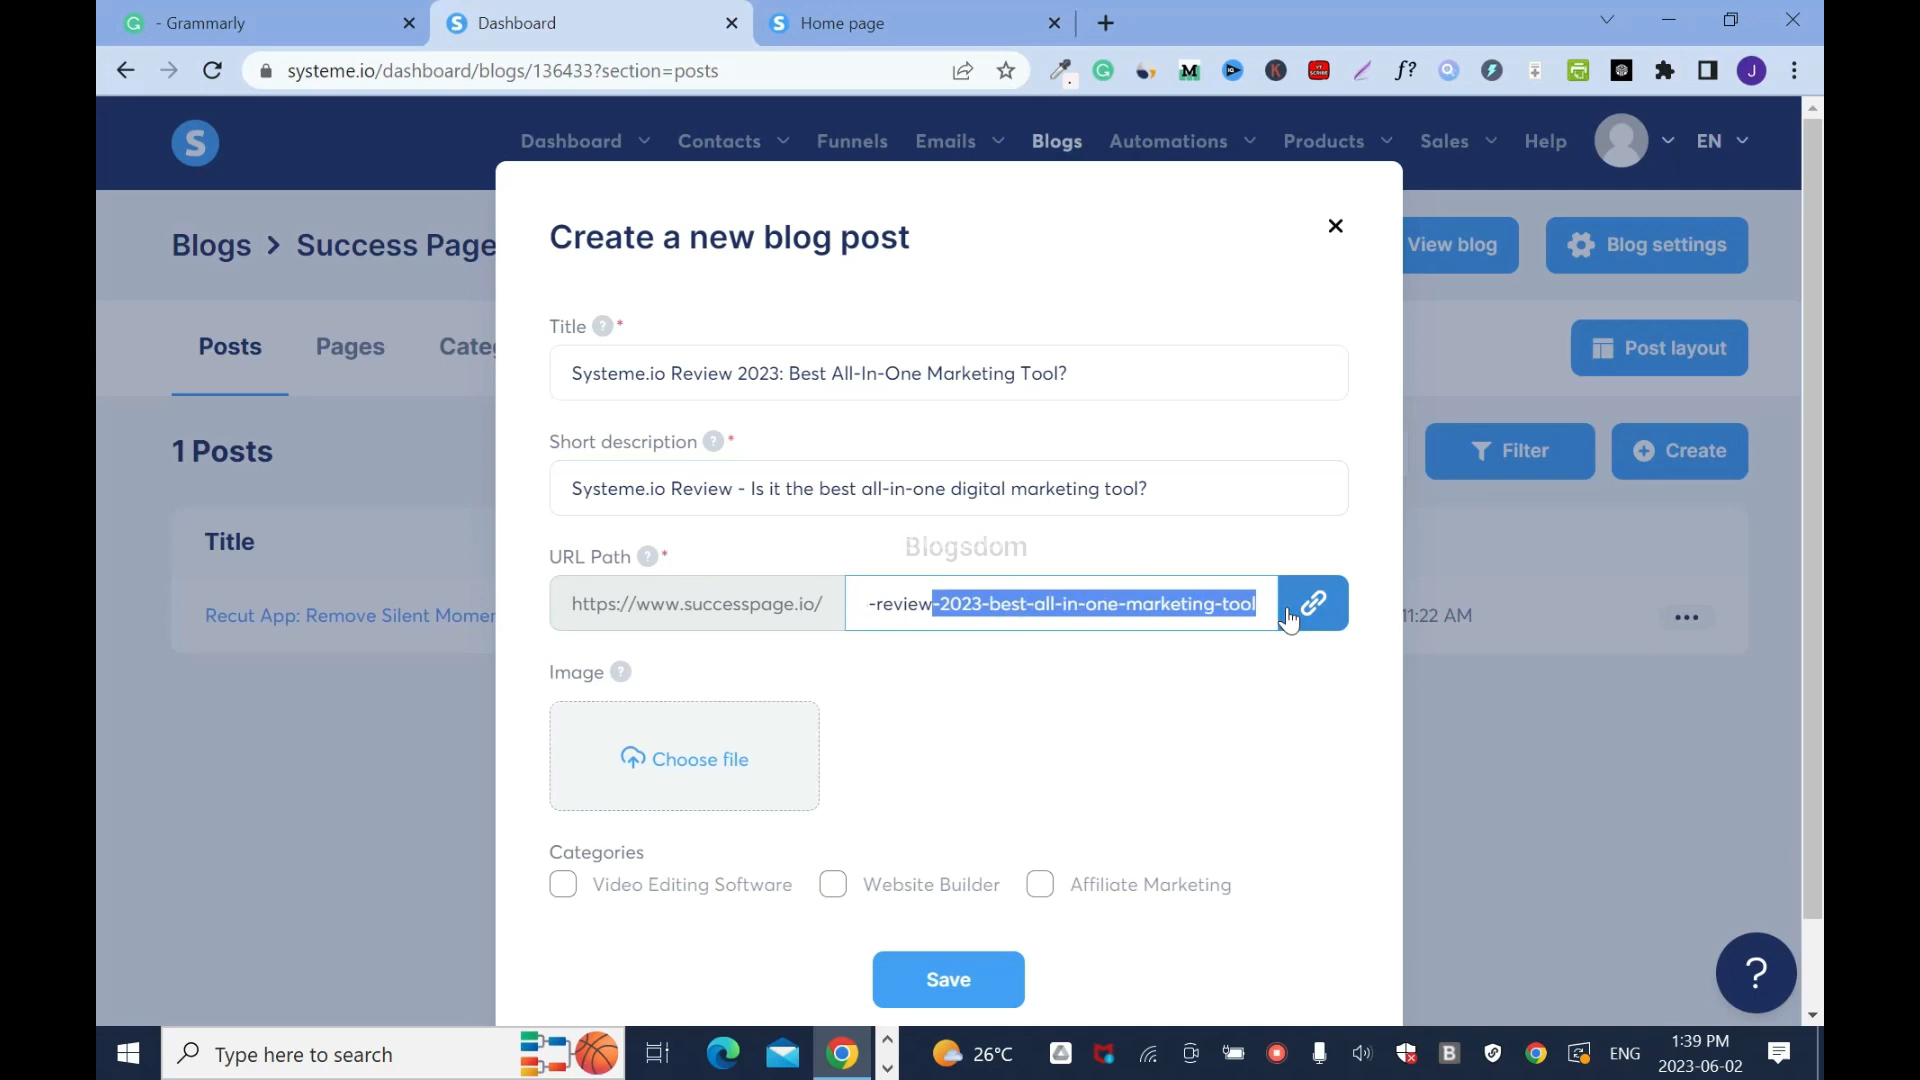 - Grammarly
Dashboard
Home page
systeme.io/dashboard/blogs/136433?section=posts
Dashboard Contacts Funnels Emails Blogs Automations Products Sales Help EN
Blogs > Success Page
View blog
Blog settings
Create a new blog post
Posts Pages Categ
Post layout
Title ? *
Systeme.io Review 2023: Best All-In-One Marketing Tool?
Short description ? *
Systeme.io Review - Is it the best all-in-one digital marketing tool?
1 Posts
Filter
Create
Title
Blogsdom
URL Path ? *
https://www.successpage.io/
-review-2023-best-all-in-one-marketing-tool
Recut App: Remove Silent Momen
11:22 AM
Image ?
Choose file
Categories
Video Editing Software
Website Builder
Affiliate Marketing
Save
?
Type here to search
26°C
ENG
1:39 PM
2023-06-02